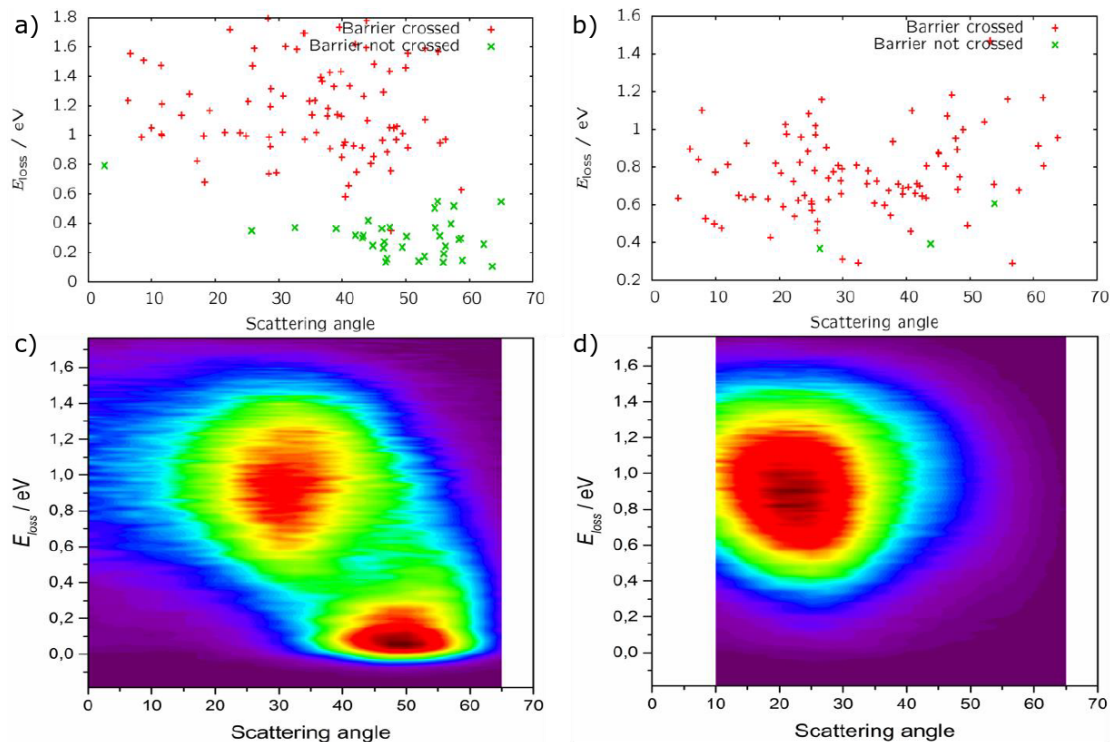 a)
Barrier crossed
Barrier not crossed
1.8
1.6
1.4
1.2
1
0.8
0.6
0.4
0.2
0
E_loss / eV
0 10 20 30 40 50 60 70
Scattering angle
b)
Barrier crossed
Barrier not crossed
1.6
1.4
1.2
1
0.8
0.6
0.4
0.2
E_loss / eV
0 10 20 30 40 50 60 70
Scattering angle
c)
1,6
1,4
1,2
1,0
0,8
0,6
0,4
0,2
0,0
E_loss / eV
0 10 20 30 40 50 60 70
Scattering angle
d)
1,6
1,4
1,2
1,0
0,8
0,6
0,4
0,2
0,0
E_loss / eV
0 10 20 30 40 50 60 70
Scattering angle